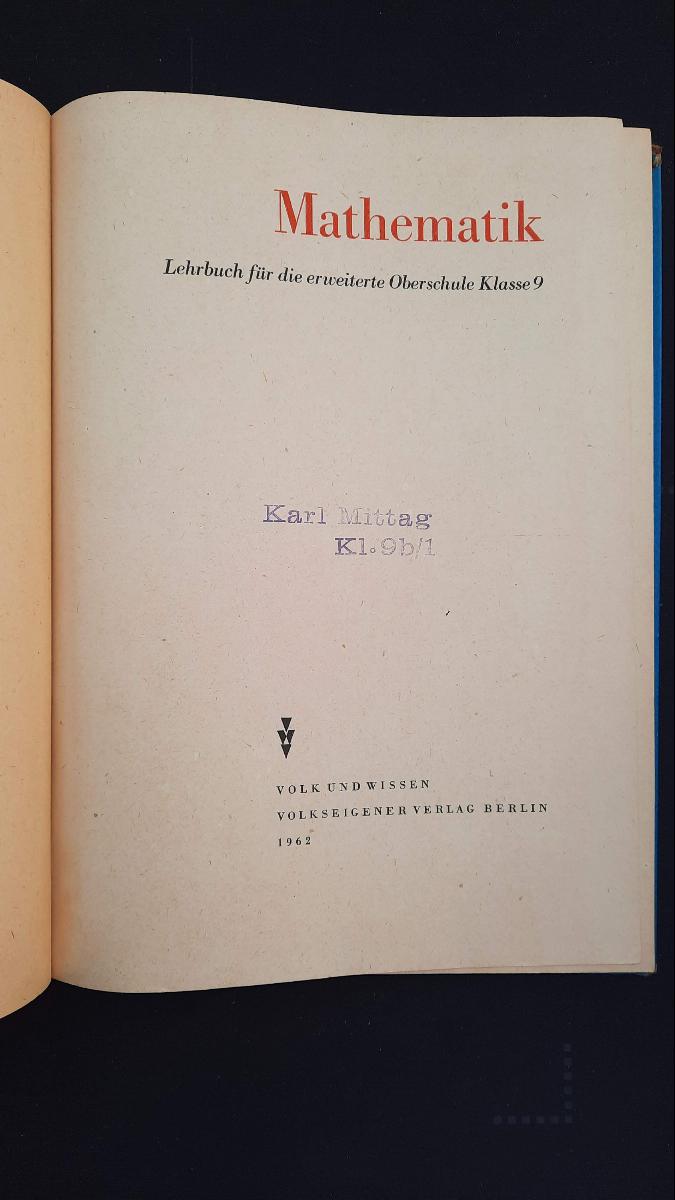 Mathematik
Lehrbuch für die erweiterte Oberschule Klasse 9
Karl Mittag
Kl.9b/1
VOLK UND WISSEN
VOLKSEIGENER VERLAG BERLIN
1962